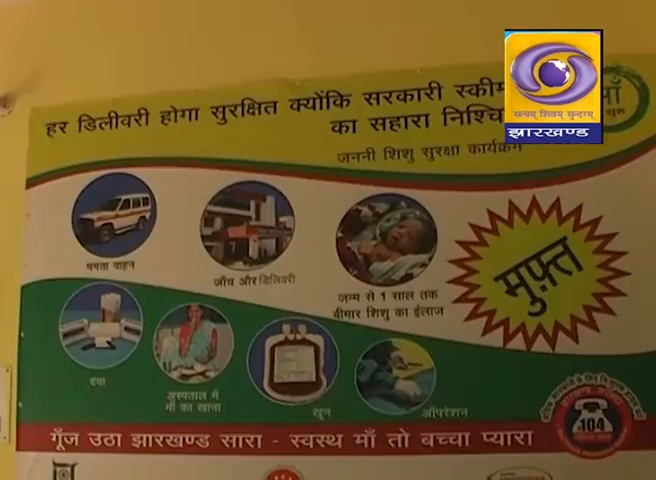 हर डिलीवरी होगा सुरक्षित क्योंकि सरकारी
का सहारा
जननी शिशु सुरक्षा कार्यक्रम
सत्यम् शिवम् सुन्दरम्
झारखण्ड
माँ
ममता वाहन
जाँच और डिलिवरी
जन्म से 1 साल तक
बीमार शिशु का ईलाज
मुफ़्त
दवा
अस्पताल में
माँ का खाना
खून
ऑपरेशन
104
गूँज उठा झारखण्ड सारा - स्वस्थ माँ तो बच्चा प्यारा